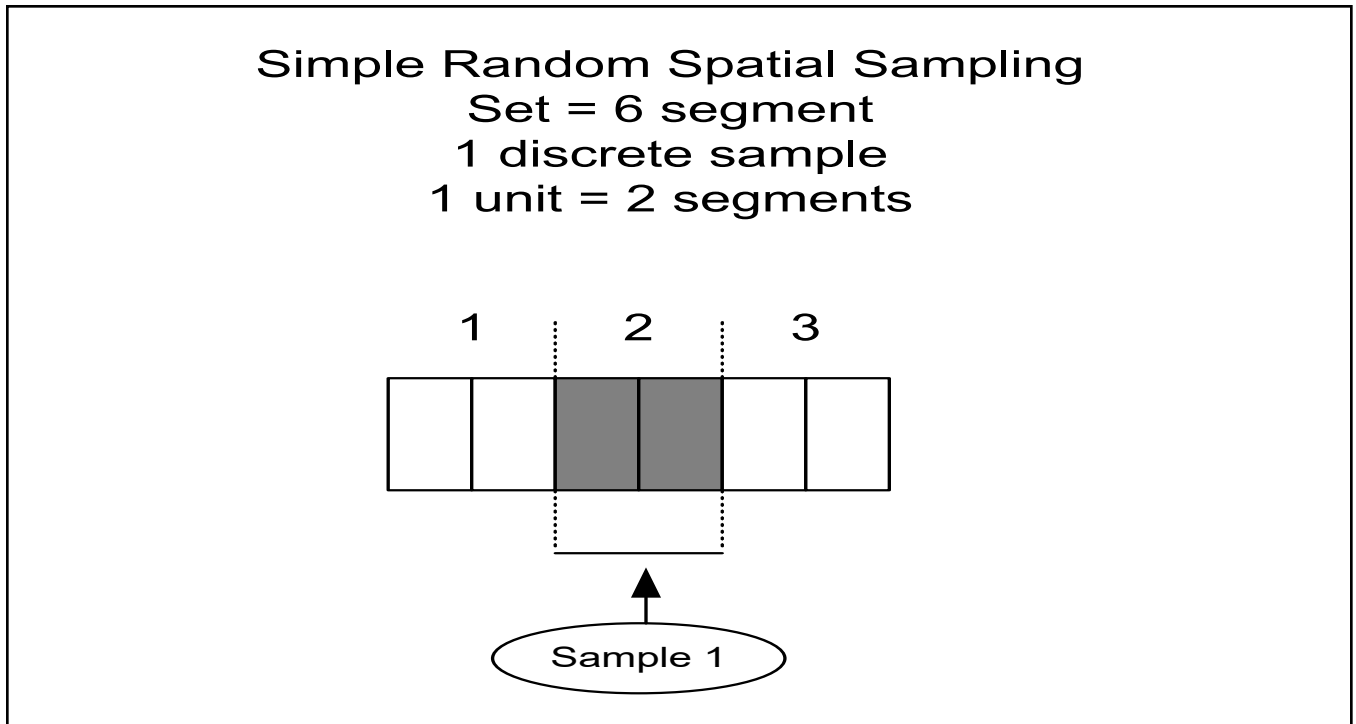 Simple Random Spatial Sampling
Set = 6 segment
1 discrete sample
1 unit = 2 segments
1 2 3
Sample 1